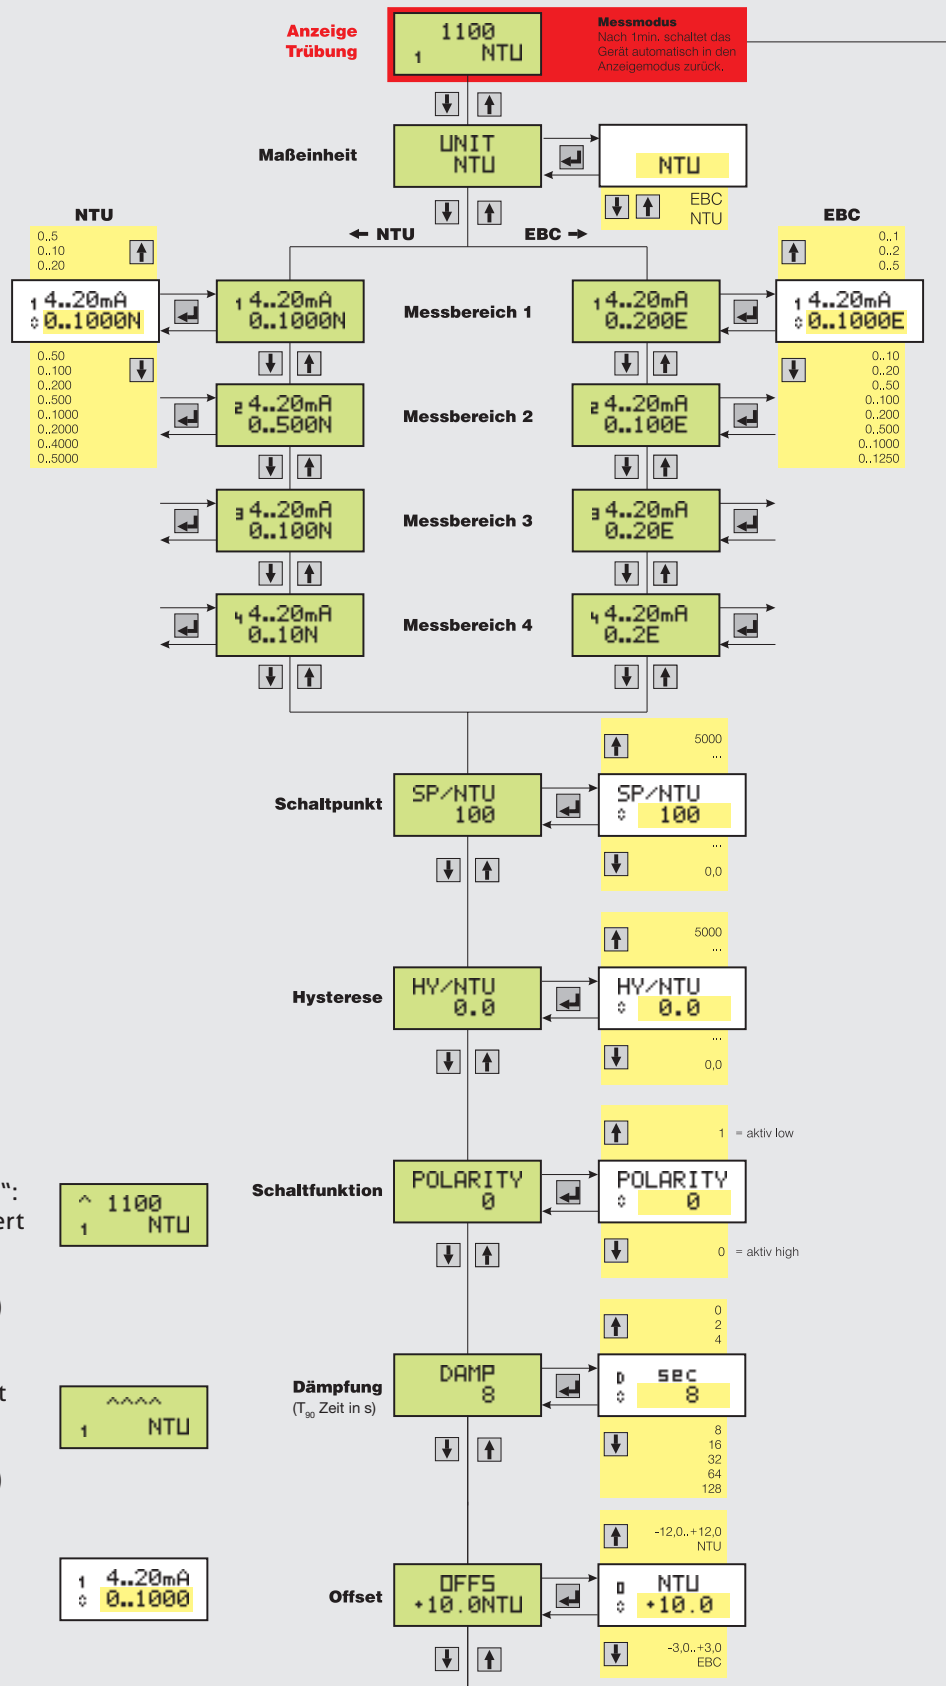 Anzeige
Trübung
1100
1 NTU
Messmodus
Nach 1min. schaltet das
Gerät automatisch in den
Anzeigemodus zurück.
Maßeinheit
UNIT
NTU
NTU
EBC
NTU
NTU
← NTU
EBC →
EBC
0..5
0..10
0..20
0..1
0..2
0..5
1 4..20mA
0..1000N
1 4..20mA
0..1000N
Messbereich 1
1 4..20mA
0..200E
1 4..20mA
0..1000E
0..50
0..100
0..200
0..500
0..1000
0..2000
0..4000
0..5000
2 4..20mA
0..500N
Messbereich 2
2 4..20mA
0..100E
0..10
0..20
0..50
0..100
0..200
0..500
0..1000
0..1250
3 4..20mA
0..100N
Messbereich 3
3 4..20mA
0..20E
4 4..20mA
0..10N
Messbereich 4
4 4..20mA
0..2E
5000
...
Schaltpunkt
SP/NTU
100
SP/NTU
100
...
0,0
5000
...
Hysterese
HY/NTU
0.0
HY/NTU
0.0
...
0,0
1 = aktiv low
Schaltfunktion
POLARITY
0
POLARITY
0
0 = aktiv high
“:
ert
^ 1100
1 NTU
)
0
2
4
Dämpfung
(T90 Zeit in s)
DAMP
8
D sec
8
8
16
32
64
128
t
^^^^
1 NTU
)
-12,0..+12,0
NTU
Offset
OFFS
+10.0NTU
O NTU
+10.0
-3,0..+3,0
EBC
1 4..20mA
0..1000